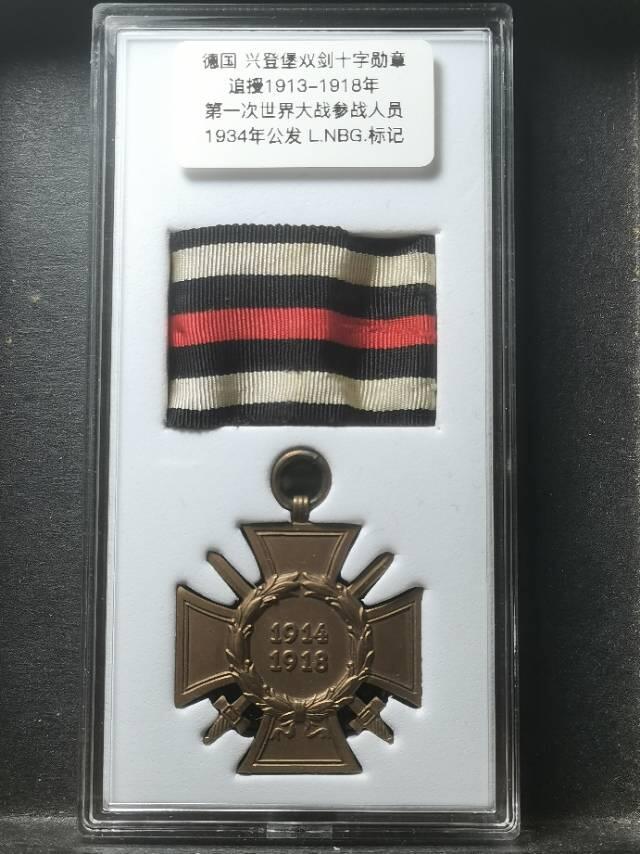 德国 兴登堡双剑十字勋章
追授1913-1918年
第一次世界大战参战人员
1934年公发 L.NBG.标记
1914
1918